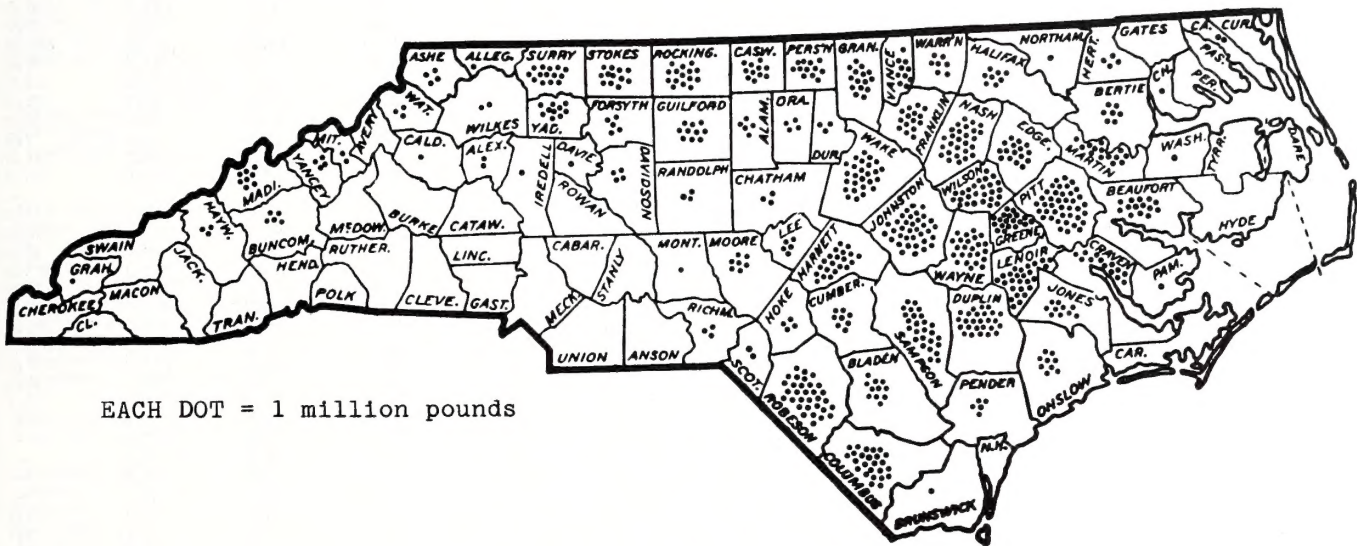 ASHE
ALLEG.
SURRY
STOKES
ROCKING.
CASW.
PERS'N
GRAN.
VANCE
WARR'N
HALIFAX
NORTHAM.
HERT.
GATES
CA.
CUR.
PAS.
PER.
CH.
WAT.
AVERY
MIT.
YANCEY
MADI.
WILKES
YAD.
FORSYTH
GUILFORD
ALAM.
ORA.
DUR.
FRANKLIN
NASH
EDGE.
BERTIE
MARTIN
WASH.
TYRR.
DARE
CALD.
ALEX.
IREDELL
DAVIE
DAVIDSON
RANDOLPH
CHATHAM
WAKE
WILSON
PITT
BEAUFORT
HYDE
HAYW.
BUNCOM.
McDOW.
BURKE
CATAW.
ROWAN
JOHNSTON
GREENE
SWAIN
GRAH.
JACK.
HEND.
RUTHER.
LINC.
CABAR.
STANLY
MONT.
MOORE
LEE
HARNETT
WAYNE
LENOIR
CRAVEN
PAM.
CHEROKEE
CL.
MACON
TRAN.
POLK
CLEVE.
GAST.
MECK.
UNION
ANSON
RICHM.
SCOT.
HOKE
CUMBER.
SAMPSON
DUPLIN
JONES
CAR.
ONSLOW
ROBESON
BLADEN
PENDER
COLUMBUS
BRUNSWICK
N.H.
EACH DOT = 1 million pounds